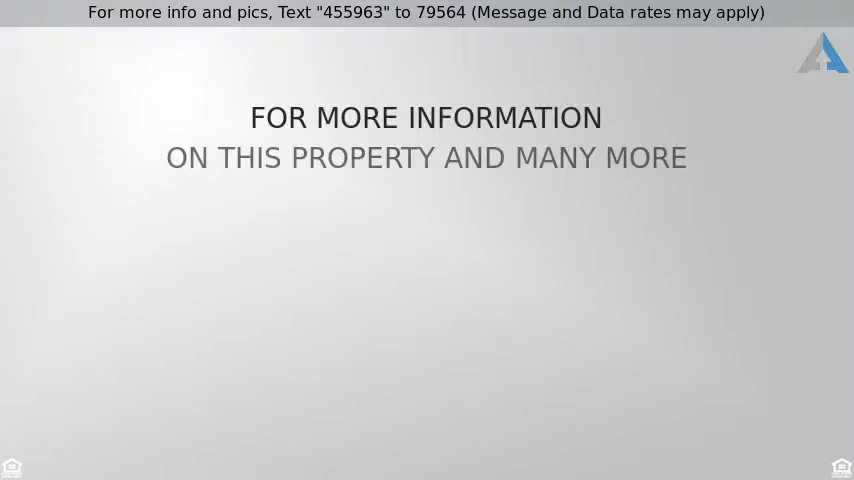 For more info and pics, Text "455963" to 79564 (Message and Data rates may apply)
FOR MORE INFORMATION
ON THIS PROPERTY AND MANY MORE